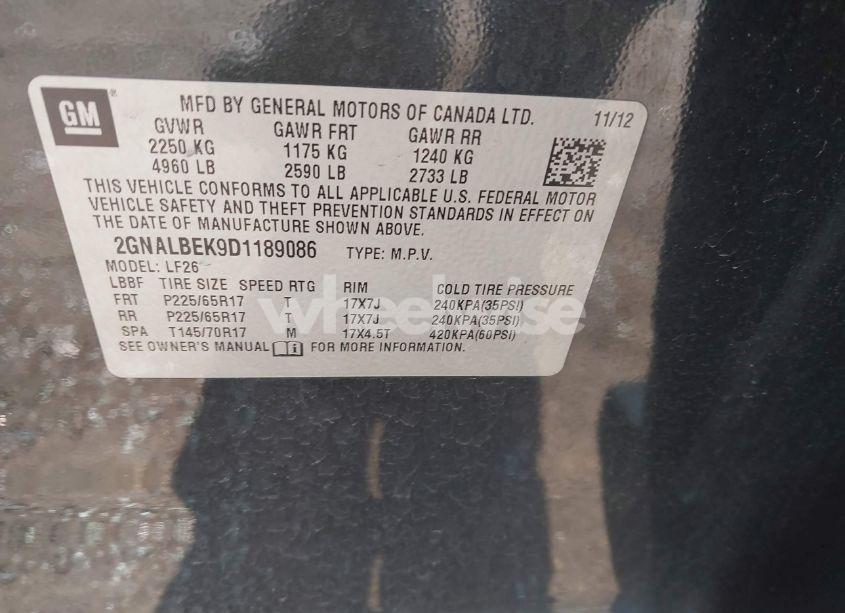 GM®
MFD BY GENERAL MOTORS OF CANADA LTD. 11/12
GVWR GAWR FRT GAWR RR
2250 KG 1175 KG 1240 KG
4960 LB 2590 LB 2733 LB
THIS VEHICLE CONFORMS TO ALL APPLICABLE U.S. FEDERAL MOTOR
VEHICLE SAFETY AND THEFT PREVENTION STANDARDS IN EFFECT ON
THE DATE OF MANUFACTURE SHOWN ABOVE.
2GNALBEK9D1189086 TYPE: M.P.V.
MODEL: LF26
LBBF TIRE SIZE SPEED RTG RIM COLD TIRE PRESSURE
FRT P225/65R17 T 17X7J 240KPA(35PSI)
RR P225/65R17 T 17X7J 240KPA(35PSI)
SPA T145/70R17 M 17X4.5T 420KPA(60PSI)
SEE OWNER'S MANUAL i FOR MORE INFORMATION.